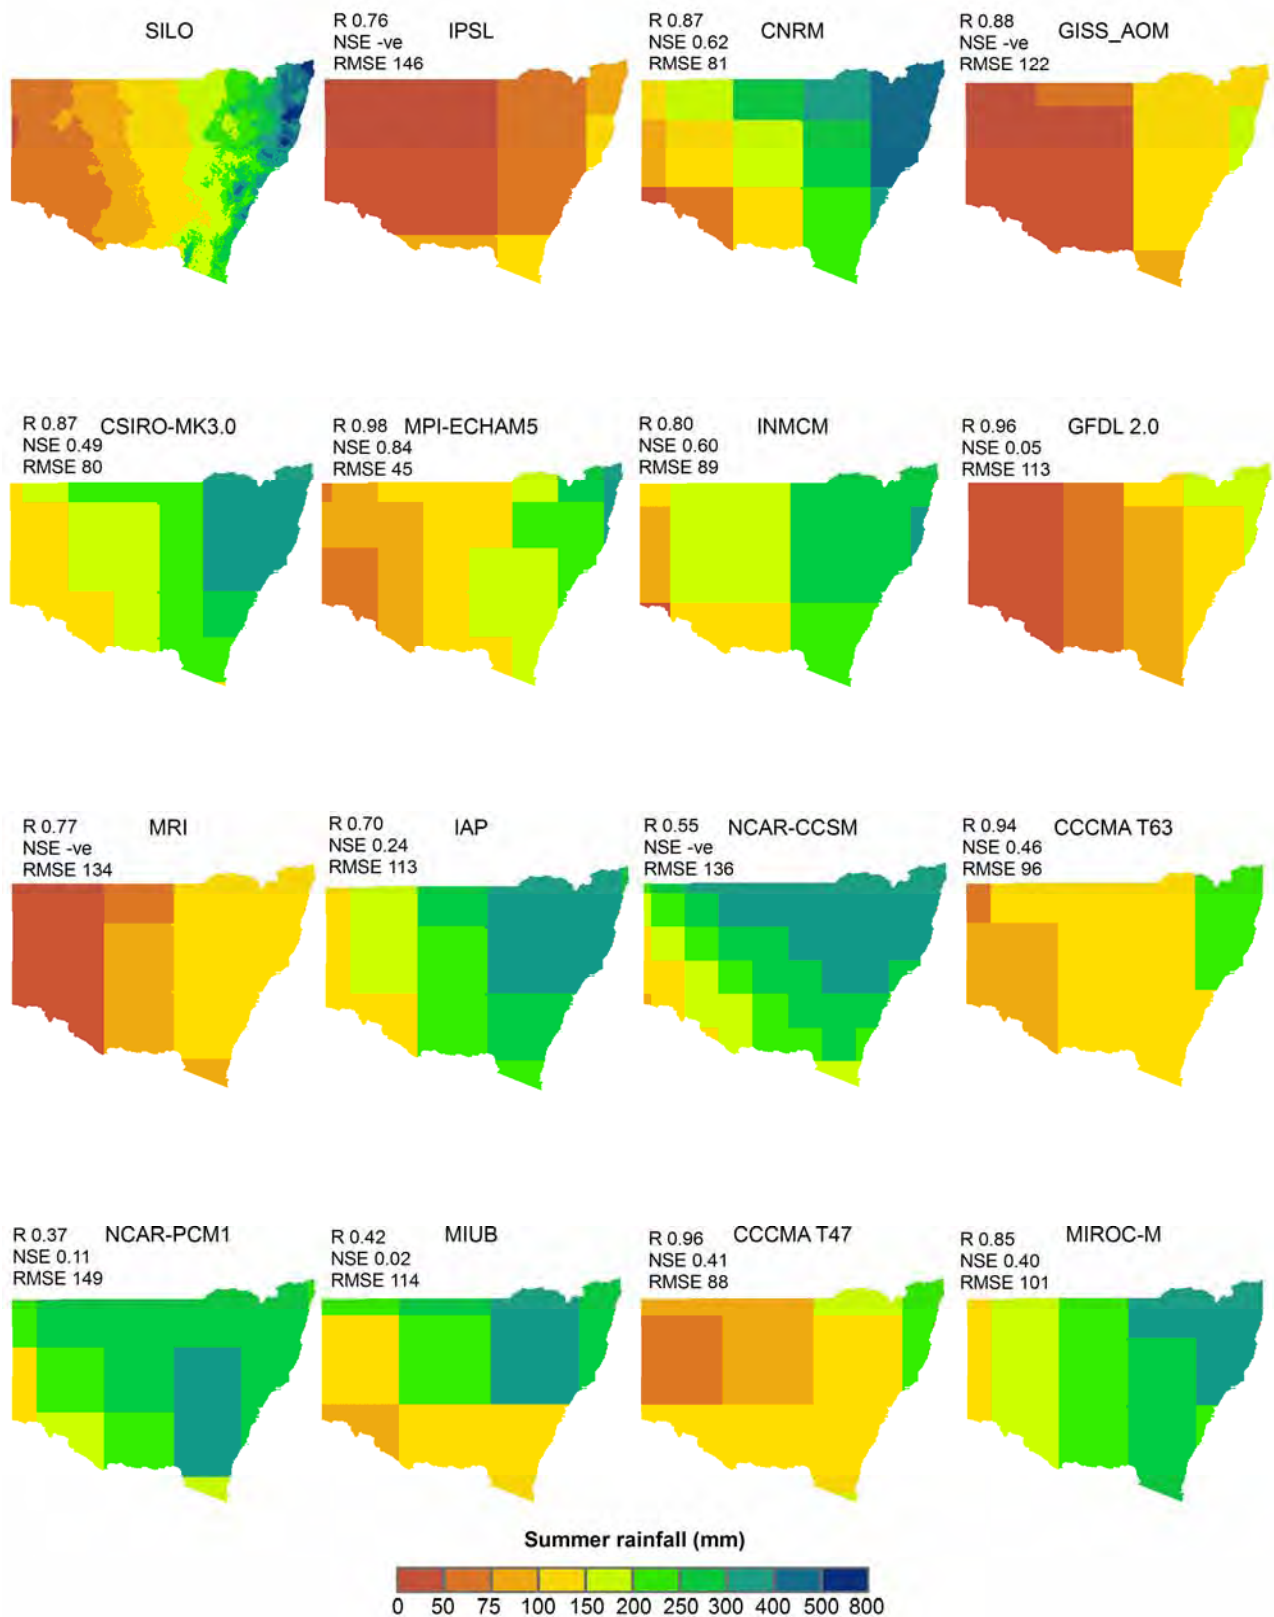 SILO
R 0.76
NSE -ve
RMSE 146
IPSL
R 0.87
NSE 0.62
RMSE 81
CNRM
R 0.88
NSE -ve
RMSE 122
GISS_AOM
R 0.87
NSE 0.49
RMSE 80
CSIRO-MK3.0
R 0.98
NSE 0.84
RMSE 45
MPI-ECHAM5
R 0.80
NSE 0.60
RMSE 89
INMCM
R 0.96
NSE 0.05
RMSE 113
GFDL 2.0
R 0.77
NSE -ve
RMSE 134
MRI
R 0.70
NSE 0.24
RMSE 113
IAP
R 0.55
NSE -ve
RMSE 136
NCAR-CCSM
R 0.94
NSE 0.46
RMSE 96
CCCMA T63
R 0.37
NSE 0.11
RMSE 149
NCAR-PCM1
R 0.42
NSE 0.02
RMSE 114
MIUB
R 0.96
NSE 0.41
RMSE 88
CCCMA T47
R 0.85
NSE 0.40
RMSE 101
MIROC-M
Summer rainfall (mm)
0 50 75 100 150 200 250 300 400 500 800